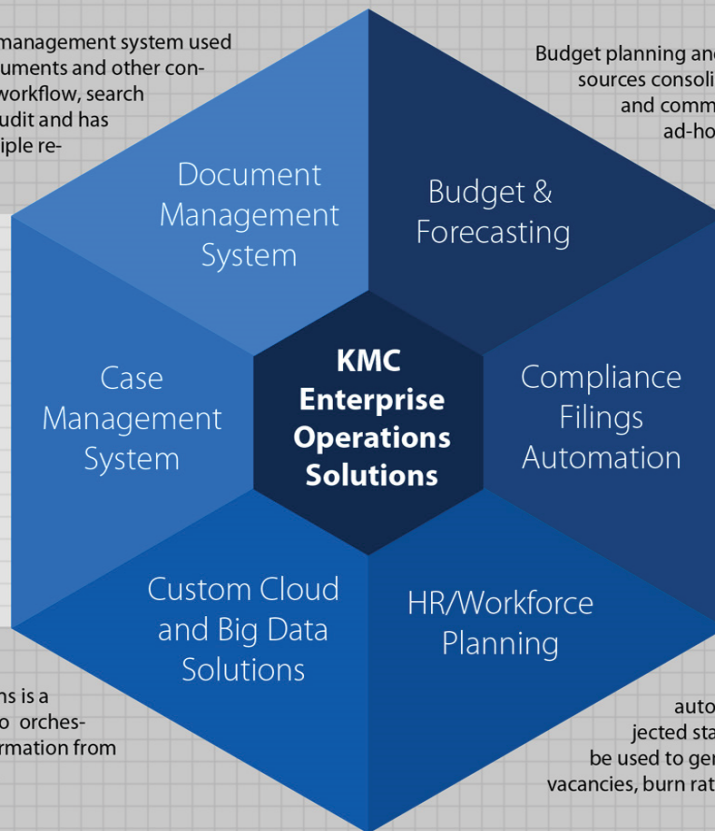 management system used
uments and other con-
workflow, search
udit and has
iple re-
Budget planning and
sources consoli
and comm
ad-ho
Document
Management
System
Budget &
Forecasting
Case
Management
System
KMC
Enterprise
Operations
Solutions
Compliance
Filings
Automation
Custom Cloud
and Big Data
Solutions
HR/Workforce
Planning
ns is a
o orches-
rmation from
auto
jected sta
be used to gen
vacancies, burn rat